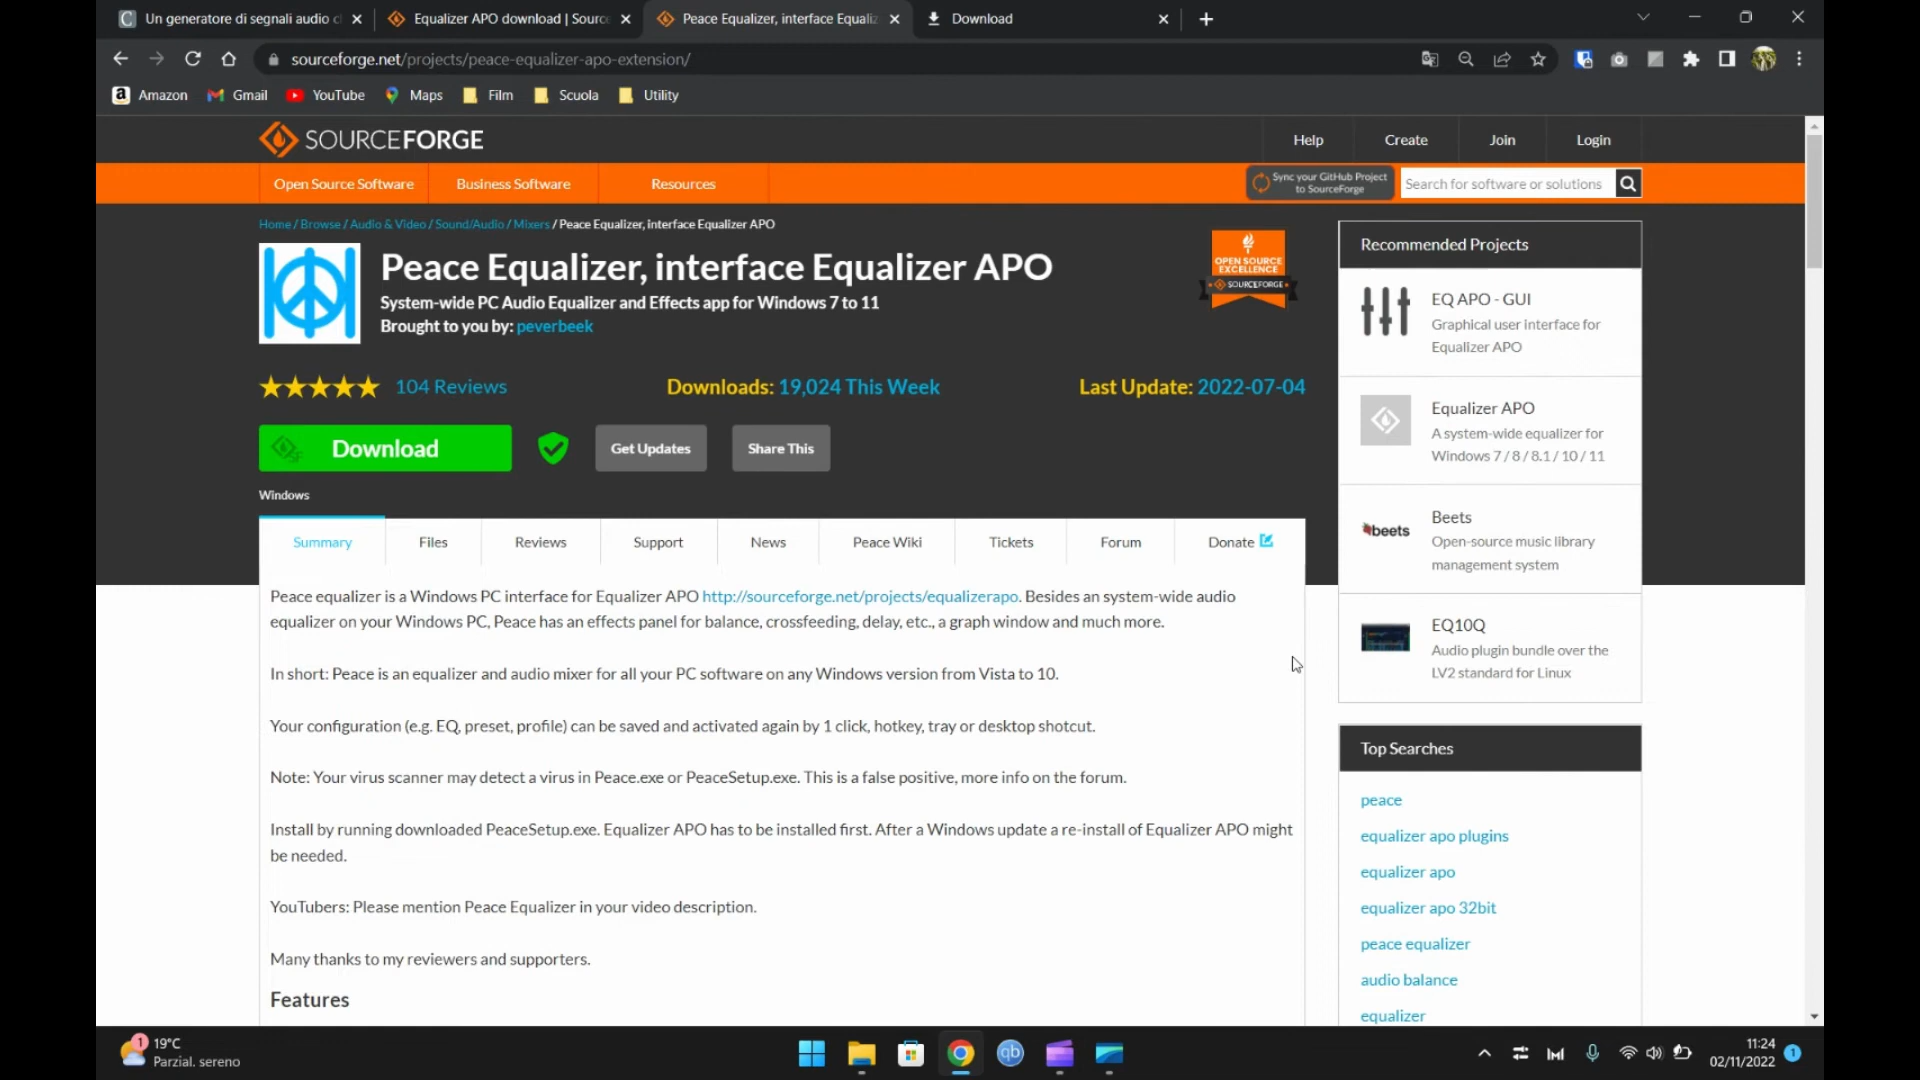 Un generatore di segnali audio c
Equalizer APO download | Source
Peace Equalizer, interface Equaliz
Download
sourceforge.net/projects/peace-equalizer-apo-extension/
Amazon
Gmail
YouTube
Maps
Film
Scuola
Utility
SOURCEFORGE
Help
Create
Join
Login
Open Source Software
Business Software
Resources
Sync your GitHub Project
to SourceForge
Search for software or solutions
Home / Browse / Audio & Video / Sound/Audio / Mixers / Peace Equalizer, interface Equalizer APO
Peace Equalizer, interface Equalizer APO
System-wide PC Audio Equalizer and Effects app for Windows 7 to 11
Brought to you by: peverbeek
OPEN SOURCE
EXCELLENCE
SOURCEFORGE
104 Reviews
Downloads: 19,024 This Week
Last Update: 2022-07-04
Download
Get Updates
Share This
Windows
Summary
Files
Reviews
Support
News
Peace Wiki
Tickets
Forum
Donate
Peace equalizer is a Windows PC interface for Equalizer APO http://sourceforge.net/projects/equalizerapo. Besides an system-wide audio
equalizer on your Windows PC, Peace has an effects panel for balance, crossfeeding, delay, etc., a graph window and much more.
In short: Peace is an equalizer and audio mixer for all your PC software on any Windows version from Vista to 10.
Your configuration (e.g. EQ, preset, profile) can be saved and activated again by 1 click, hotkey, tray or desktop shotcut.
Note: Your virus scanner may detect a virus in Peace.exe or PeaceSetup.exe. This is a false positive, more info on the forum.
Install by running downloaded PeaceSetup.exe. Equalizer APO has to be installed first. After a Windows update a re-install of Equalizer APO might
be needed.
YouTubers: Please mention Peace Equalizer in your video description.
Many thanks to my reviewers and supporters.
Features
Recommended Projects
EQ APO - GUI
Graphical user interface for
Equalizer APO
Equalizer APO
A system-wide equalizer for
Windows 7 / 8 / 8.1 / 10 / 11
beets
Beets
Open-source music library
management system
EQ10Q
Audio plugin bundle over the
LV2 standard for Linux
Top Searches
peace
equalizer apo plugins
equalizer apo
equalizer apo 32bit
peace equalizer
audio balance
equalizer
1
19°C
Parzial. sereno
qb
11:24
02/11/2022
1